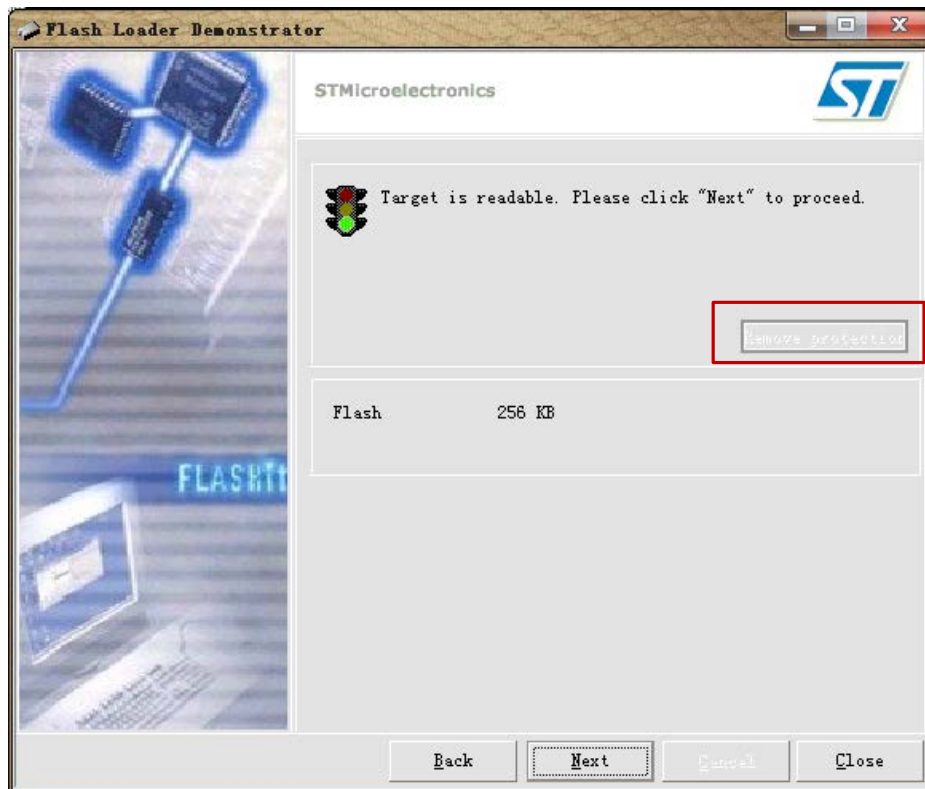 Flash Loader Demonstrator
STMicroelectronics
ST
Target is readable. Please click "Next" to proceed.
Remove protection
Flash 256 KB
FLASHIt
Back Next Cancel Close